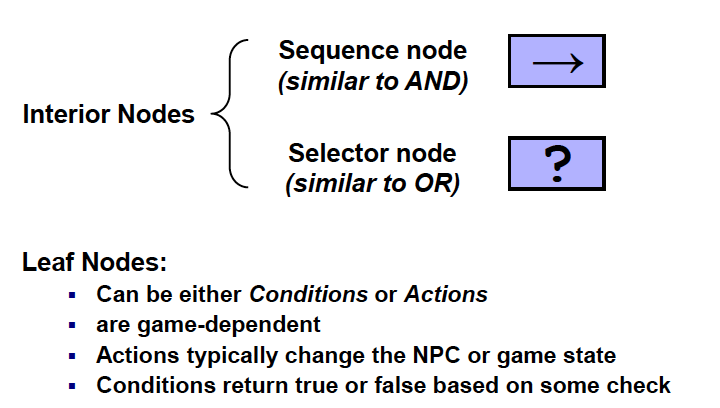 Sequence node
(similar to AND)
→
Interior Nodes
Selector node
(similar to OR)
?
Leaf Nodes:
▪ Can be either Conditions or Actions
▪ are game-dependent
▪ Actions typically change the NPC or game state
▪ Conditions return true or false based on some check